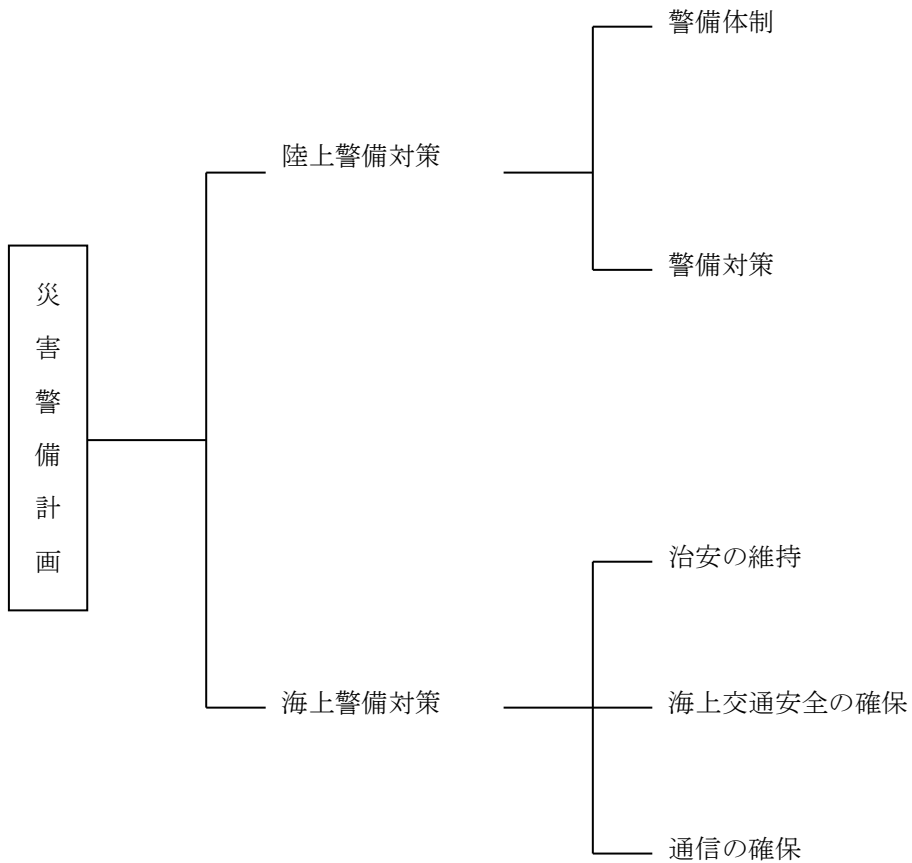 災害警備計画
陸上警備対策
警備体制
警備対策
海上警備対策
治安の維持
海上交通安全の確保
通信の確保